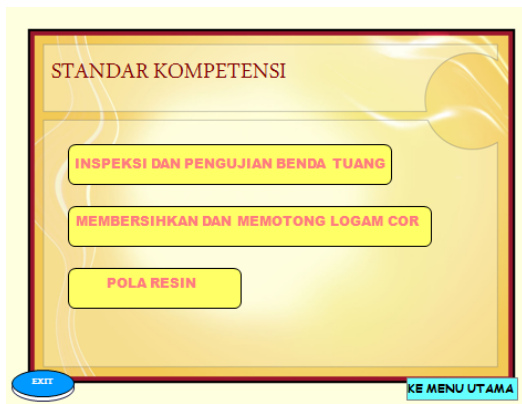 STANDAR KOMPETENSI
INSPEKSI DAN PENGUJIAN BENDA TUANG
MEMBERSIHKAN DAN MEMOTONG LOGAM COR
POLA RESIN
EXIT
KE MENU UTAMA